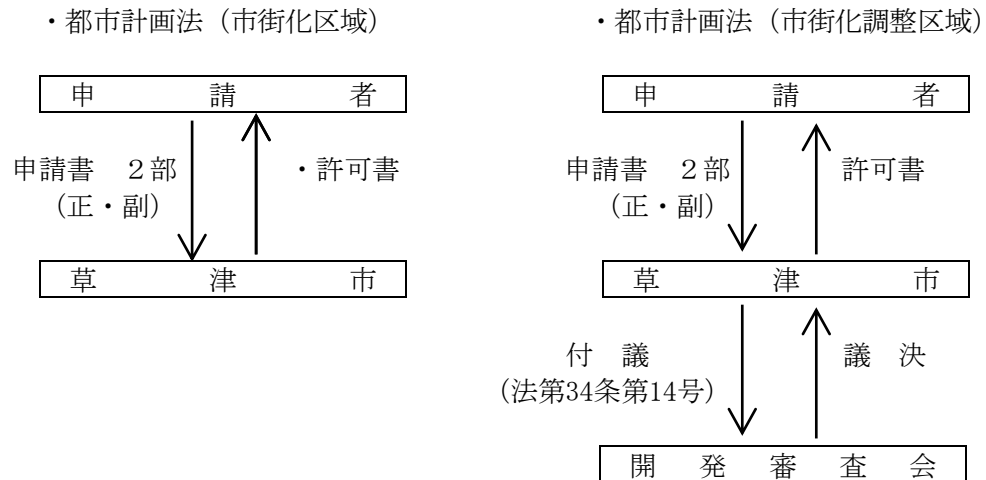 ・都市計画法（市街化区域）
申請者
申請書　２部
（正・副）
・許可書
草津市
・都市計画法（市街化調整区域）
申請者
申請書　２部
（正・副）
許可書
草津市
付　議
（法第34条第14号）
議　決
開発審査会